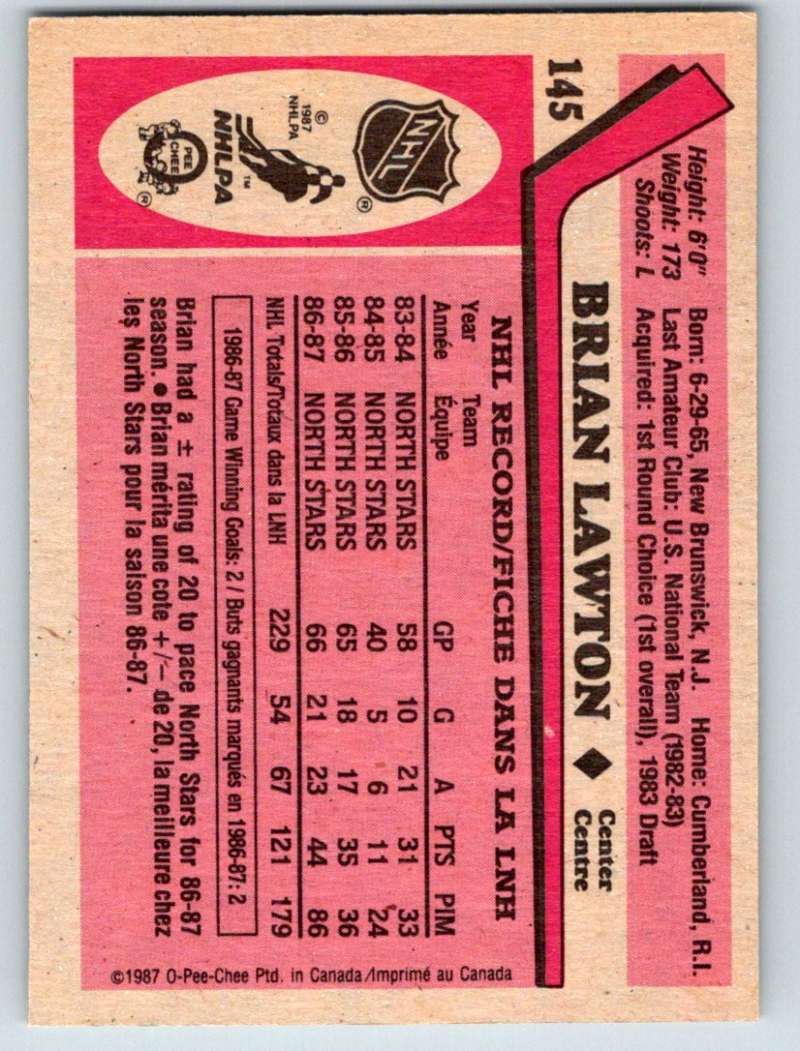 145
Height: 6'0" Born: 6-29-65, New Brunswick, N.J. Home: Cumberland, R.I.
Weight: 173 Last Amateur Club: U.S. National Team (1982-83)
Shoots: L Acquired: 1st Round Choice (1st overall), 1983 Draft
BRIAN LAWTON ◆ Center
Centre
NHL RECORD/FICHE DANS LA LNH
Year Team GP G A PTS PIM
Année Équipe
83-84 NORTH STARS 58 10 21 31 33
84-85 NORTH STARS 40 5 6 11 24
85-86 NORTH STARS 65 18 17 35 36
86-87 NORTH STARS 66 21 23 44 86
NHL Totals/Totaux dans la LNH 229 54 67 121 179
1986-87 Game Winning Goals: 2 / Buts gagnants marqués en 1986-87: 2
Brian had a ± rating of 20 to pace North Stars for 86-87
season. ● Brian mérita une cote +/− de 20, la meilleure chez
les North Stars pour la saison 86-87.
NHL ®
© 1987
NHLPA
NHLPA ™
O PEE
CHEE ®
©1987 O-Pee-Chee Ptd. in Canada/Imprimé au Canada